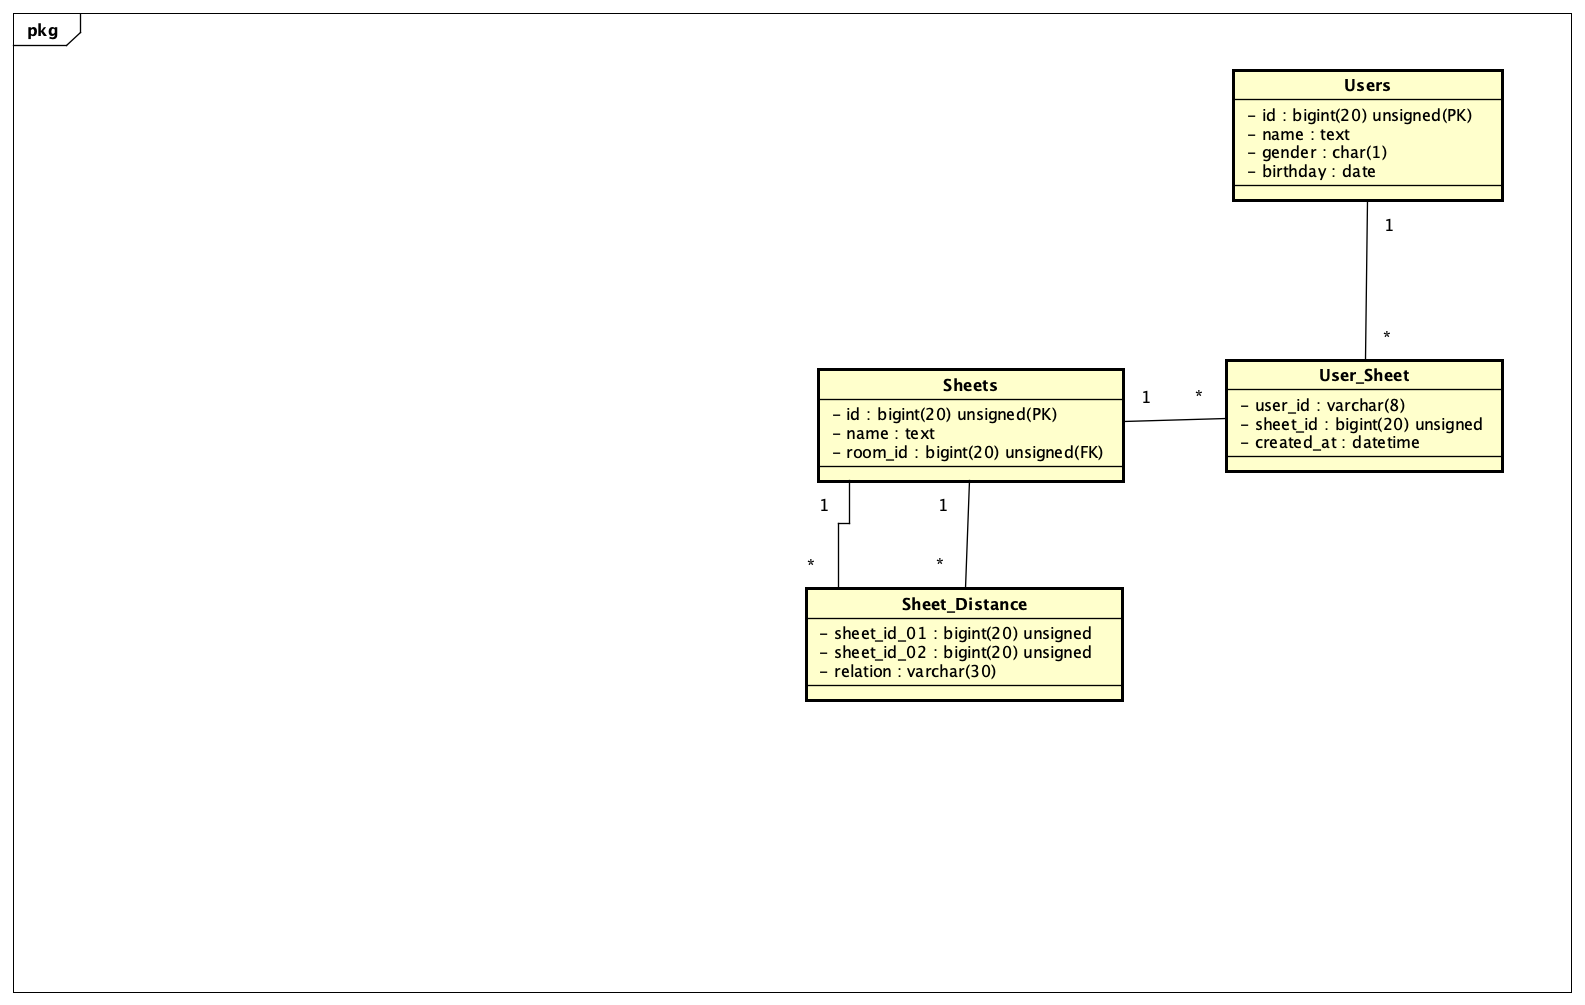 pkg
Users
- id : bigint(20) unsigned(PK)
- name : text
- gender : char(1)
- birthday : date
1
*
User_Sheet
- user_id : varchar(8)
- sheet_id : bigint(20) unsigned
- created_at : datetime
Sheets
- id : bigint(20) unsigned(PK)
- name : text
- room_id : bigint(20) unsigned(FK)
1 *
1 1
* *
Sheet_Distance
- sheet_id_01 : bigint(20) unsigned
- sheet_id_02 : bigint(20) unsigned
- relation : varchar(30)